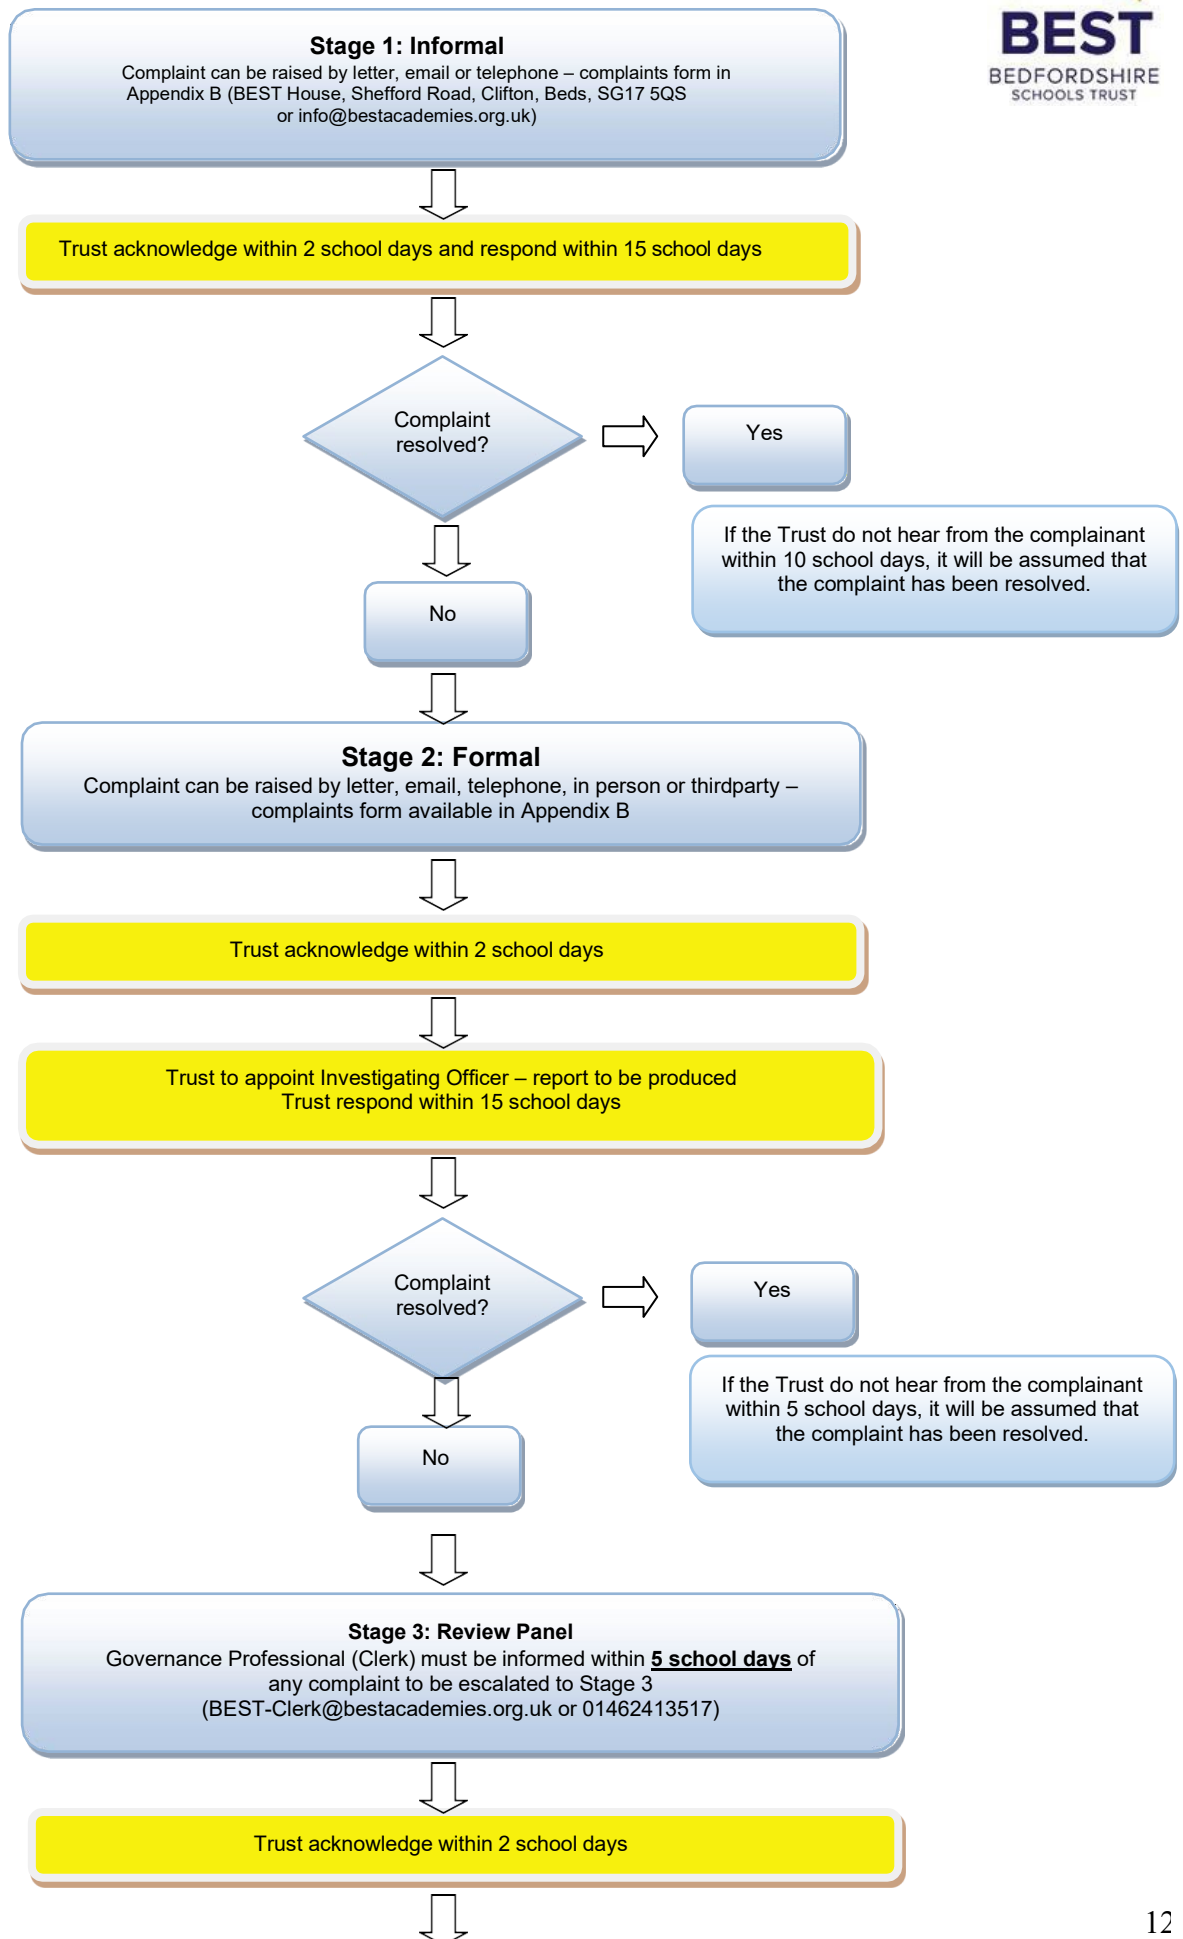 BEST
BEDFORDSHIRE
SCHOOLS TRUST
Stage 1: Informal
Complaint can be raised by letter, email or telephone – complaints form in
Appendix B (BEST House, Shefford Road, Clifton, Beds, SG17 5QS
or info@bestacademies.org.uk)
Trust acknowledge within 2 school days and respond within 15 school days
Complaint
resolved?
Yes
If the Trust do not hear from the complainant
within 10 school days, it will be assumed that
the complaint has been resolved.
No
Stage 2: Formal
Complaint can be raised by letter, email, telephone, in person or thirdparty –
complaints form available in Appendix B
Trust acknowledge within 2 school days
Trust to appoint Investigating Officer – report to be produced
Trust respond within 15 school days
Complaint
resolved?
Yes
If the Trust do not hear from the complainant
within 5 school days, it will be assumed that
the complaint has been resolved.
No
Stage 3: Review Panel
Governance Professional (Clerk) must be informed within 5 school days of
any complaint to be escalated to Stage 3
(BEST-Clerk@bestacademies.org.uk or 01462413517)
Trust acknowledge within 2 school days
12